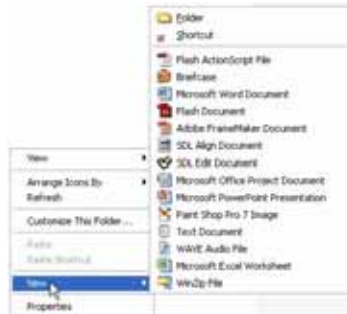 View
Arrange Icons By
Refresh
Customize This Folder ...
Paste
Paste Shortcut
New
Properties
Folder
Shortcut
Flash ActionScript File
Briefcase
Microsoft Word Document
Flash Document
Adobe FrameMaker Document
SDL Align Document
SDL Edit Document
Microsoft Office Project Document
Microsoft PowerPoint Presentation
Paint Shop Pro 7 Image
Text Document
WAVE Audio File
Microsoft Excel Worksheet
WinZip File